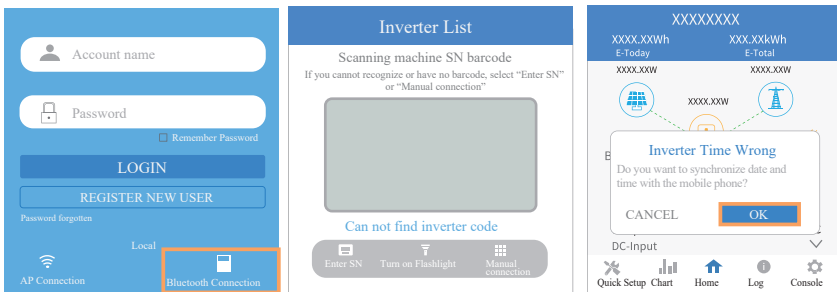 Account name
Password
Remember Password
LOGIN
REGISTER NEW USER
Password forgotten
Local
AP Connection
Bluetooth Connection
Inverter List
Scanning machine SN barcode
If you cannot recognize or have no barcode, select “Enter SN”
or “Manual connection”
Can not find inverter code
Enter SN
Turn on Flashlight
Manual
connection
XXXXXXXX
XXXX.XXWh
XXX.XXkWh
E-Today
E-Total
XXXX.XXW
XXXX.XXW
XXXX.XXW
B
Inverter Time Wrong
Do you want to synchronize date and
time with the mobile phone?
CANCEL
OK
DC-Input
Quick Setup
Chart
Home
Log
Console